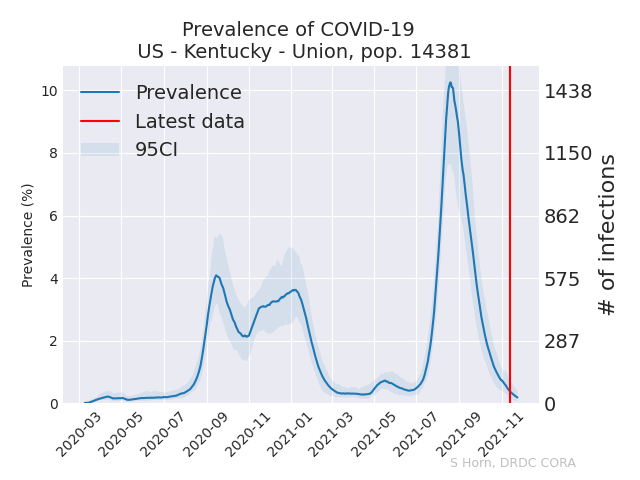 Prevalence of COVID-19
US - Kentucky - Union, pop. 14381
Prevalence
Latest data
95CI
Prevalence (%)
10
8
6
4
2
0
1438
1150
862
575
287
0
# of infections
2020-03
2020-05
2020-07
2020-09
2020-11
2021-01
2021-03
2021-05
2021-07
2021-09
2021-11
S Horn, DRDC CORA